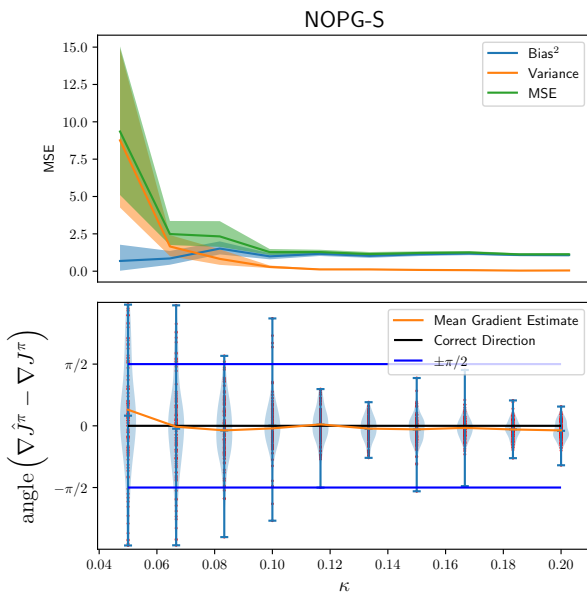 NOPG-S
15.0
12.5
10.0
7.5
5.0
2.5
0.0
MSE
Bias²
Variance
MSE
π/2
0
−π/2
angle (∇Ĵ^π − ∇J^π)
Mean Gradient Estimate
Correct Direction
±π/2
0.04 0.06 0.08 0.10 0.12 0.14 0.16 0.18 0.20
κ